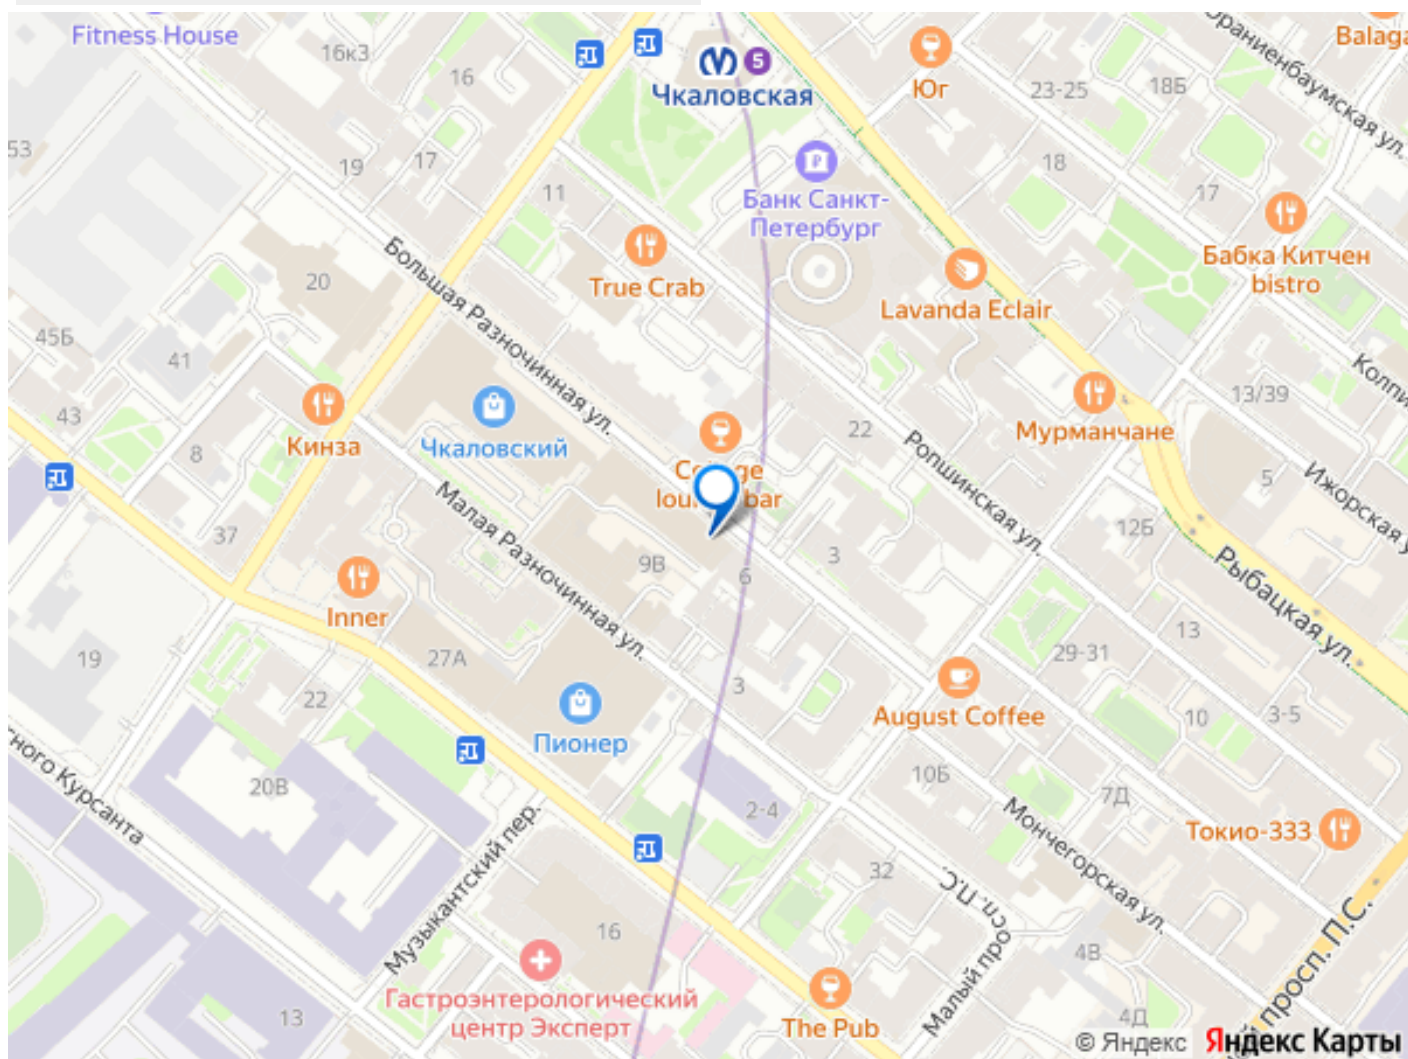 Fitness House
16к3
16
5
Чкаловская
Юг
23-25
18Б
Balaga
Ораниенбаумская ул.
53
19
17
11
Банк Санкт-
Петербург
18
17
Бабка Китчен
bistro
True Crab
Lavanda Eclair
Большая Разночинная ул.
20
45Б
41
43
Кинза
8
Чкаловский
22
Мурманчане
13/39
Колпи
Ропшинская ул.
5
Ижорская у
bar
Малая Разночинная ул.
37
9В
6
3
12Б
Рыбацкая ул.
Inner
19
27А
22
3
29-31
13
August Coffee
10
3-5
Пионер
20В
10Б
7Д
2-4
Мончегорская ул.
Токио-333
ного Курсанта
Музыкантский пер.
32
Малый просп. П.С.
16
4В
й просп. П.С.
Гастроэнтерологический
центр Эксперт
13
The Pub
4Д
© Яндекс Яндекс Карты